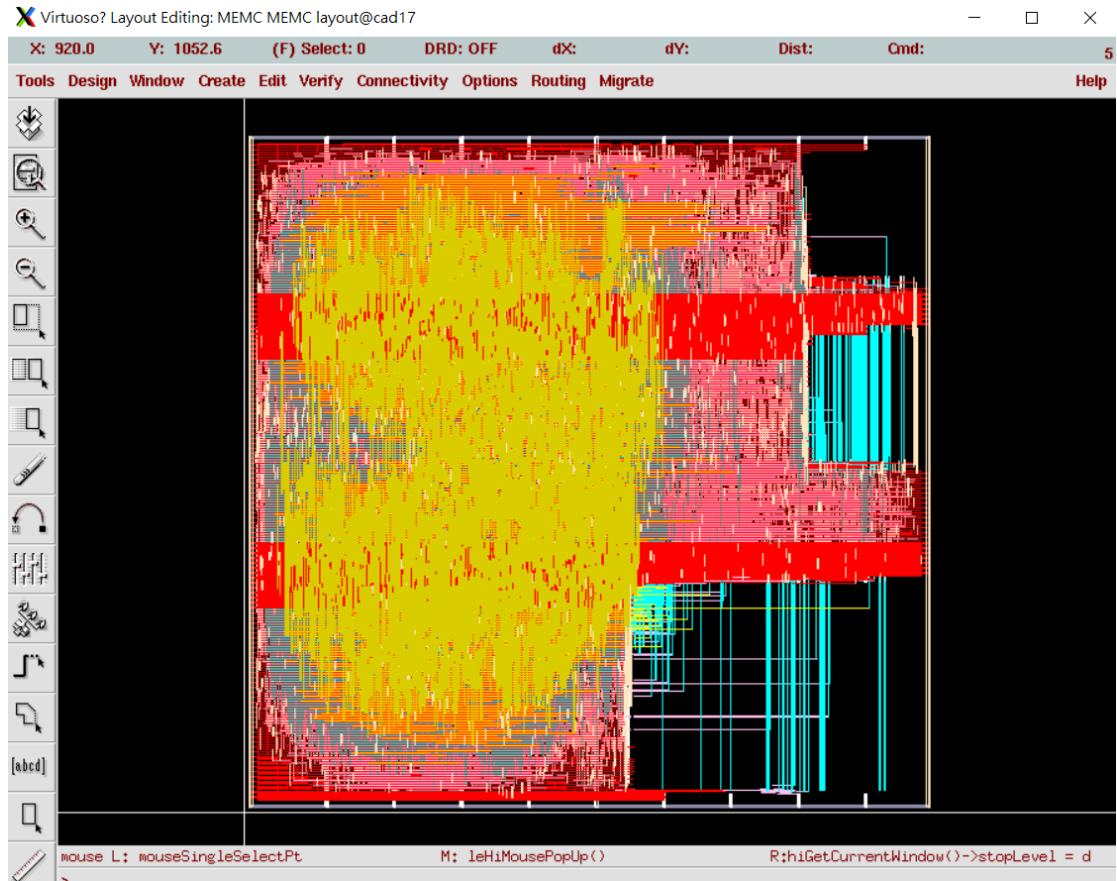 Virtuoso? Layout Editing: MEMC MEMC layout@cad17
X: 920.0 Y: 1052.6 (F) Select: 0 DRD: OFF dX: dY: Dist: Cmd: 5
Tools Design Window Create Edit Verify Connectivity Options Routing Migrate Help
[abcd]
mouse L: mouseSingleSelectPt M: leHiMousePopUp() R:hiGetCurrentWindow()->stopLevel = d
>